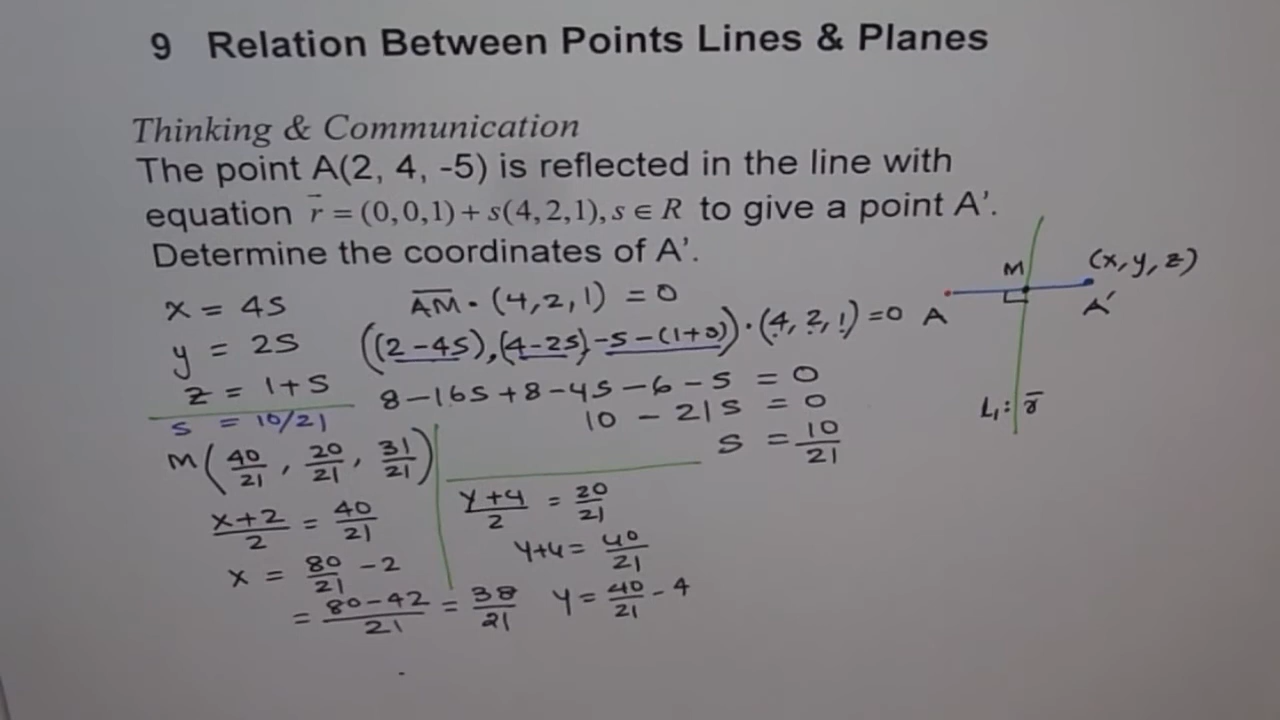 9 Relation Between Points Lines & Planes
Thinking & Communication
The point A(2, 4, -5) is reflected in the line with
equation r⃗ = (0,0,1) + s(4,2,1), s ∈ R to give a point A'.
Determine the coordinates of A'.
x = 4s
y = 2s
z = 1+s
s = 10/21
M(40/21, 20/21, 31/21)
(x+2)/2 = 40/21
x = 80/21 - 2
= (80-42)/21 = 38/21
A̅M̅ • (4,2,1) = 0
((2-4s), (4-2s), -5-(1+s)) • (4, 2, 1) = 0
8-16s+8-4s-6-s = 0
10 - 21s = 0
s = 10/21
(y+4)/2 = 20/21
y+4 = 40/21
y = 40/21 - 4
M
(x, y, z)
A
A'
L₁: r̅